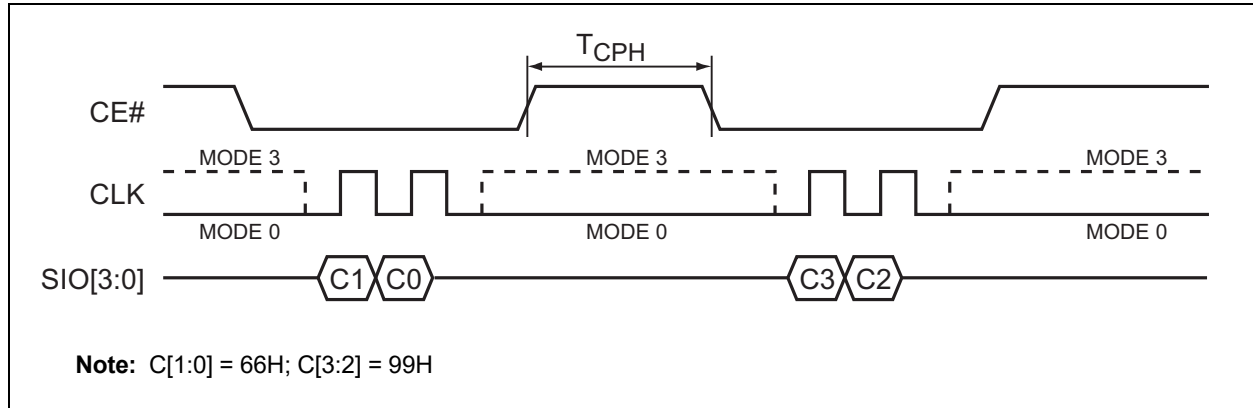 TCPH
CE#
MODE 3 MODE 3 MODE 3
CLK
MODE 0 MODE 0 MODE 0
SIO[3:0] C1 C0 C3 C2
Note: C[1:0] = 66H; C[3:2] = 99H